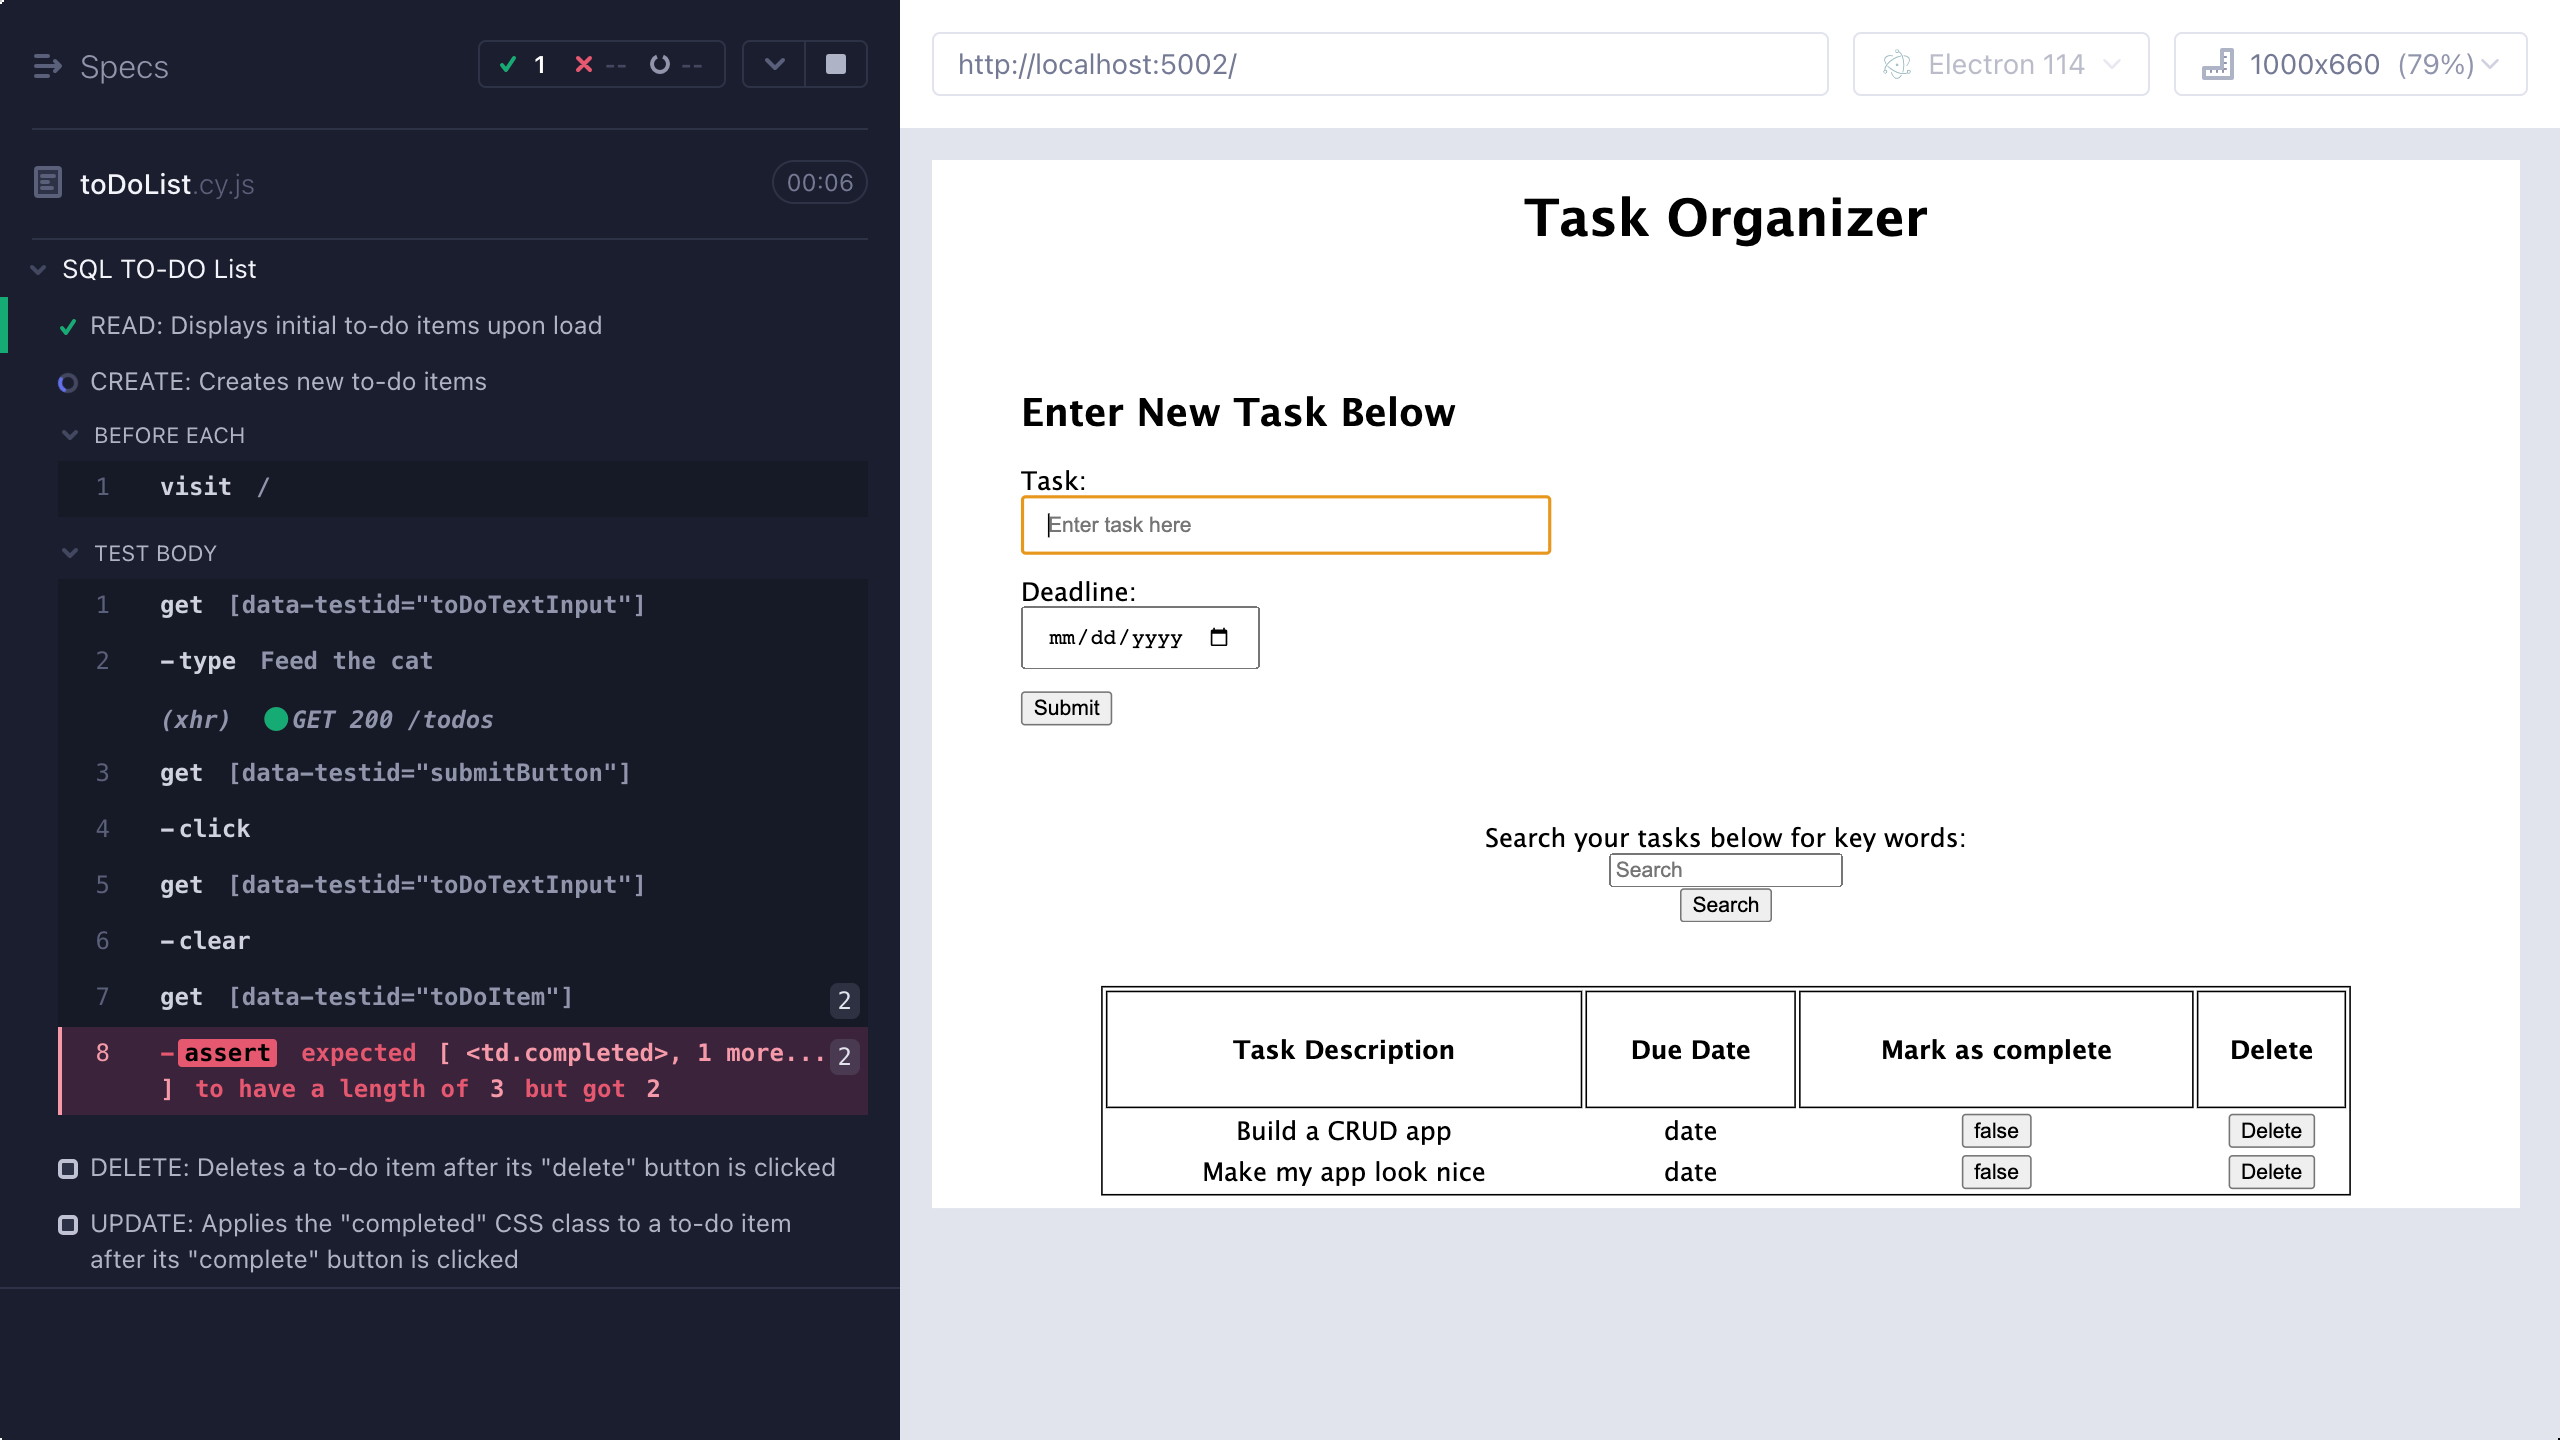 Specs
1 -- --
toDoList.cy.js 00:06
SQL TO-DO List
READ: Displays initial to-do items upon load
CREATE: Creates new to-do items
BEFORE EACH
1 visit /
TEST BODY
1 get [data-testid="toDoTextInput"]
2 -type Feed the cat
(xhr) GET 200 /todos
3 get [data-testid="submitButton"]
4 -click
5 get [data-testid="toDoTextInput"]
6 -clear
7 get [data-testid="toDoItem"] 2
8 -assert expected [ <td.completed>, 1 more... 2
] to have a length of 3 but got 2
DELETE: Deletes a to-do item after its "delete" button is clicked
UPDATE: Applies the "completed" CSS class to a to-do item
after its "complete" button is clicked
http://localhost:5002/ Electron 114 1000x660 (79%)
Task Organizer
Enter New Task Below
Task:
Enter task here
Deadline:
mm/dd/yyyy
Submit
Search your tasks below for key words:
Search
Search
Task Description Due Date Mark as complete Delete
Build a CRUD app date false Delete
Make my app look nice date false Delete